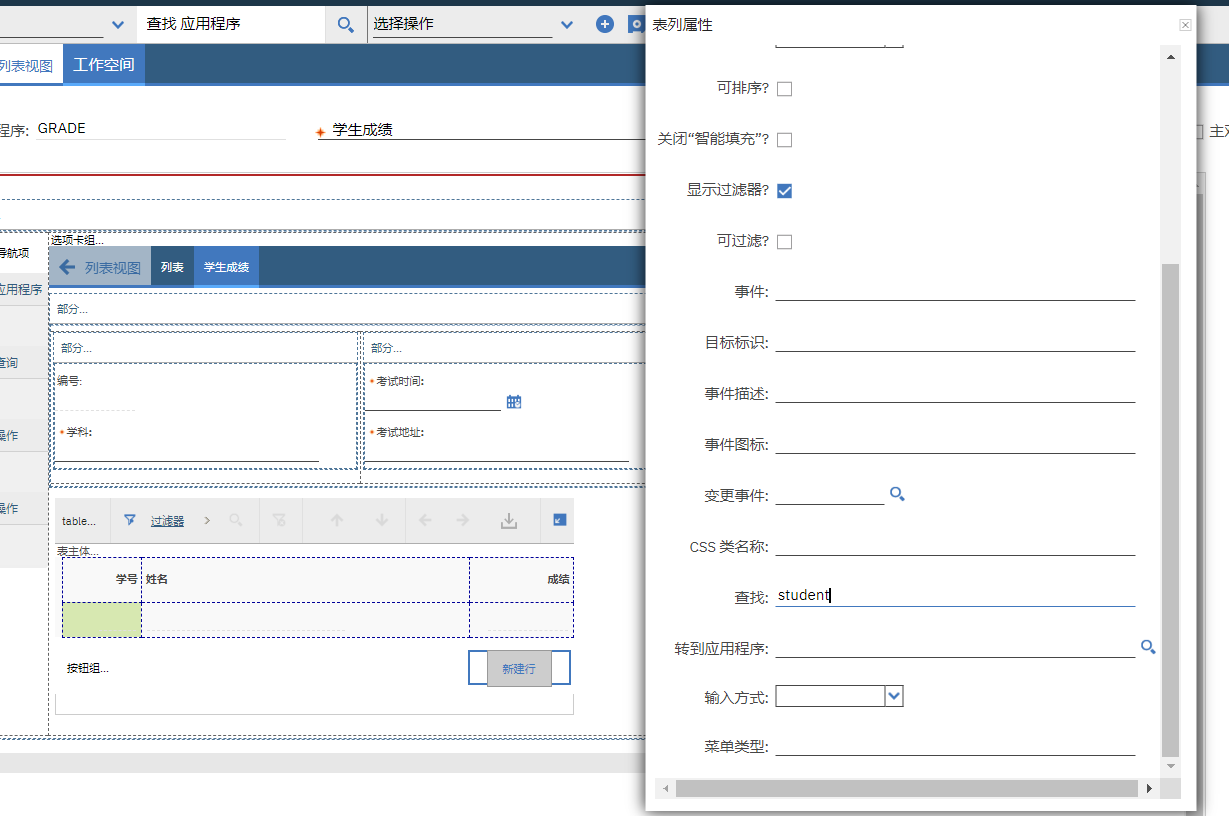 查找 应用程序
选择操作
列表视图
工作空间
程序:
GRADE
学生成绩
导航项
应用程序
查询
操作
操作
选项卡组...
列表视图
列表
学生成绩
部分...
部分...
部分...
编号:
考试时间:
学科:
考试地址:
table...
过滤器
表主体...
学号
姓名
成绩
按钮组...
新建行
表列属性
可排序?
关闭“智能填充”?
显示过滤器?
可过滤?
事件:
目标标识:
事件描述:
事件图标:
变更事件:
CSS 类名称:
查找:
student
转到应用程序:
输入方式:
菜单类型: